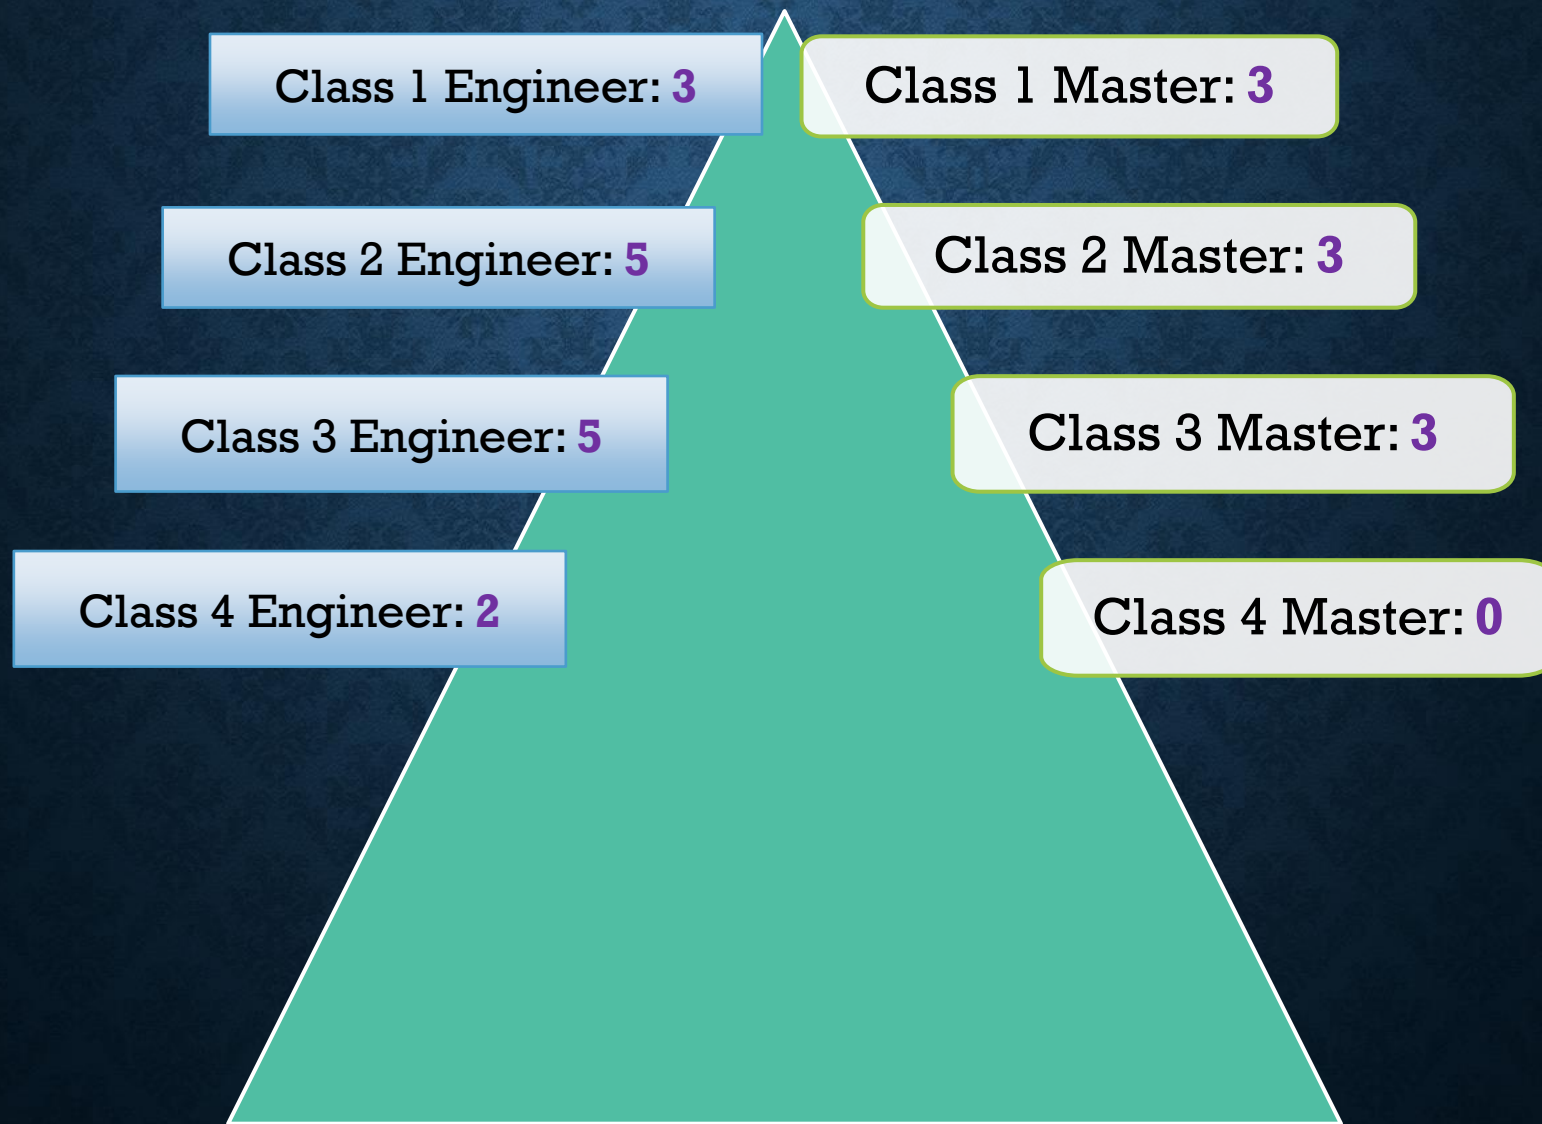 Class 1 Engineer: 3
Class 1 Master: 3
Class 2 Engineer: 5
Class 2 Master: 3
Class 3 Engineer: 5
Class 3 Master: 3
Class 4 Engineer: 2
Class 4 Master: 0